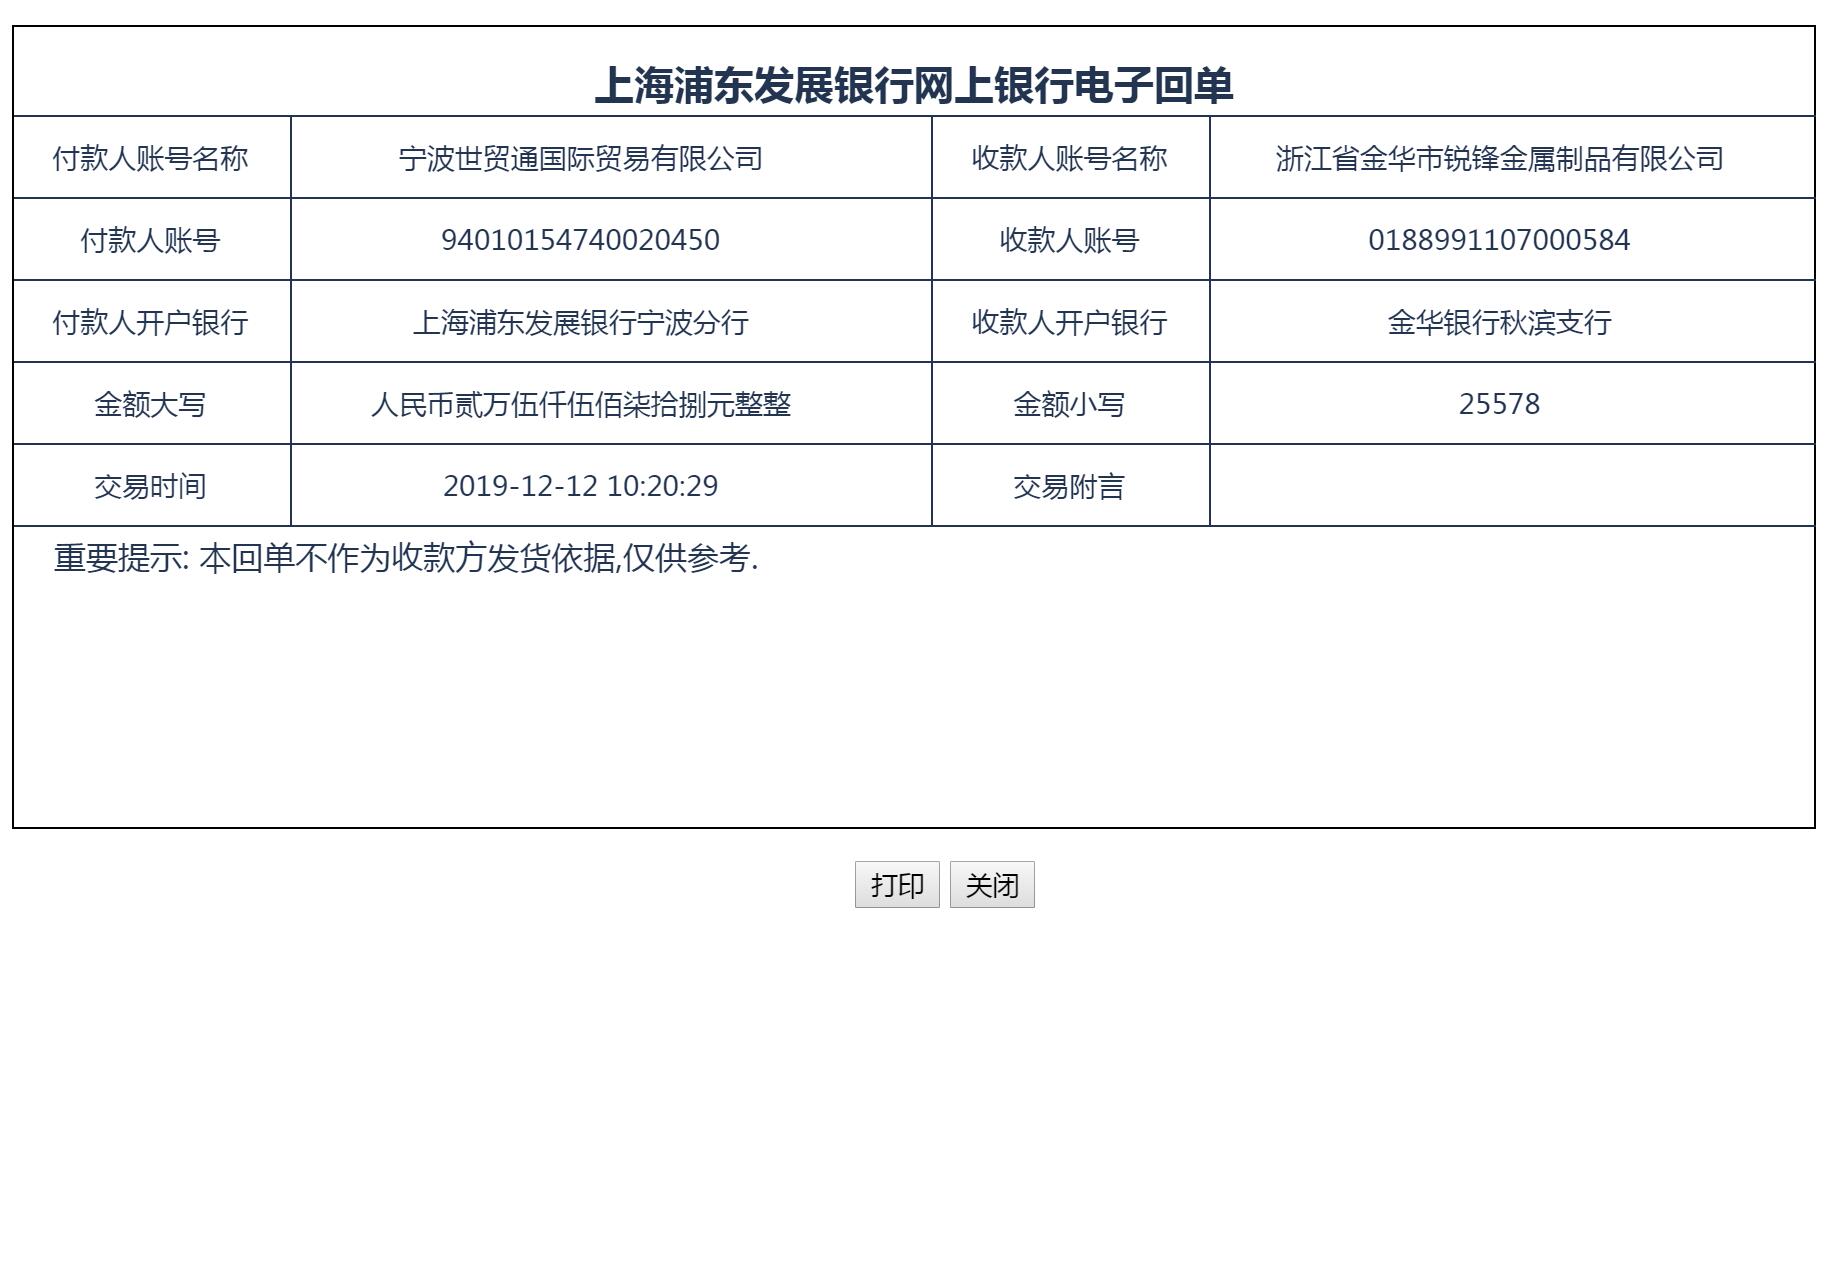 上海浦东发展银行网上银行电子回单
付款人账号名称 宁波世贸通国际贸易有限公司 收款人账号名称 浙江省金华市锐锋金属制品有限公司
付款人账号 94010154740020450 收款人账号 0188991107000584
付款人开户银行 上海浦东发展银行宁波分行 收款人开户银行 金华银行秋滨支行
金额大写 人民币贰万伍仟伍佰柒拾捌元整整 金额小写 25578
交易时间 2019-12-12 10:20:29 交易附言
重要提示: 本回单不作为收款方发货依据,仅供参考.
打印 关闭